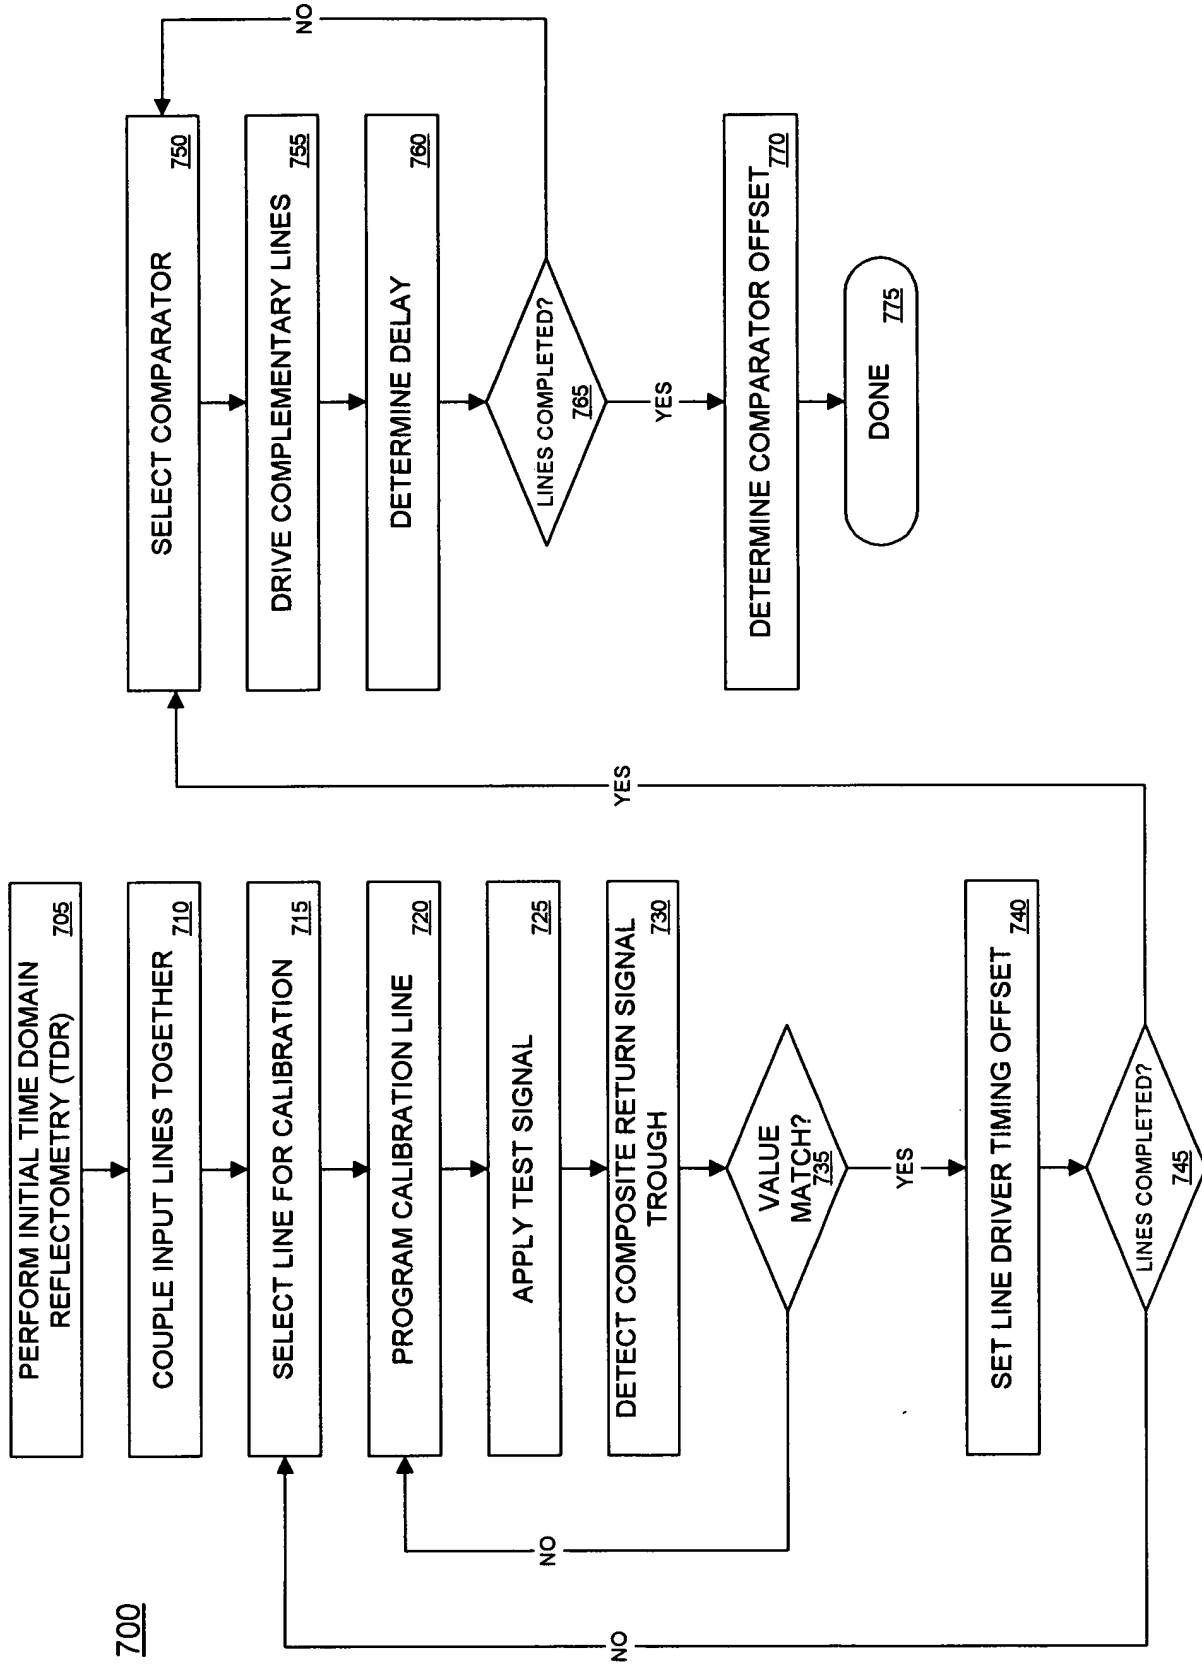 700
PERFORM INITIAL TIME DOMAIN
REFLECTOMETRY (TDR)
705
COUPLE INPUT LINES TOGETHER
710
SELECT LINE FOR CALIBRATION
715
PROGRAM CALIBRATION LINE
720
APPLY TEST SIGNAL
725
DETECT COMPOSITE RETURN SIGNAL
TROUGH
730
VALUE
MATCH?
735
NO
YES
SET LINE DRIVER TIMING OFFSET
740
LINES COMPLETED?
745
NO
YES
SELECT COMPARATOR
750
DRIVE COMPLEMENTARY LINES
755
DETERMINE DELAY
760
LINES COMPLETED?
765
NO
YES
DETERMINE COMPARATOR OFFSET
770
DONE
775